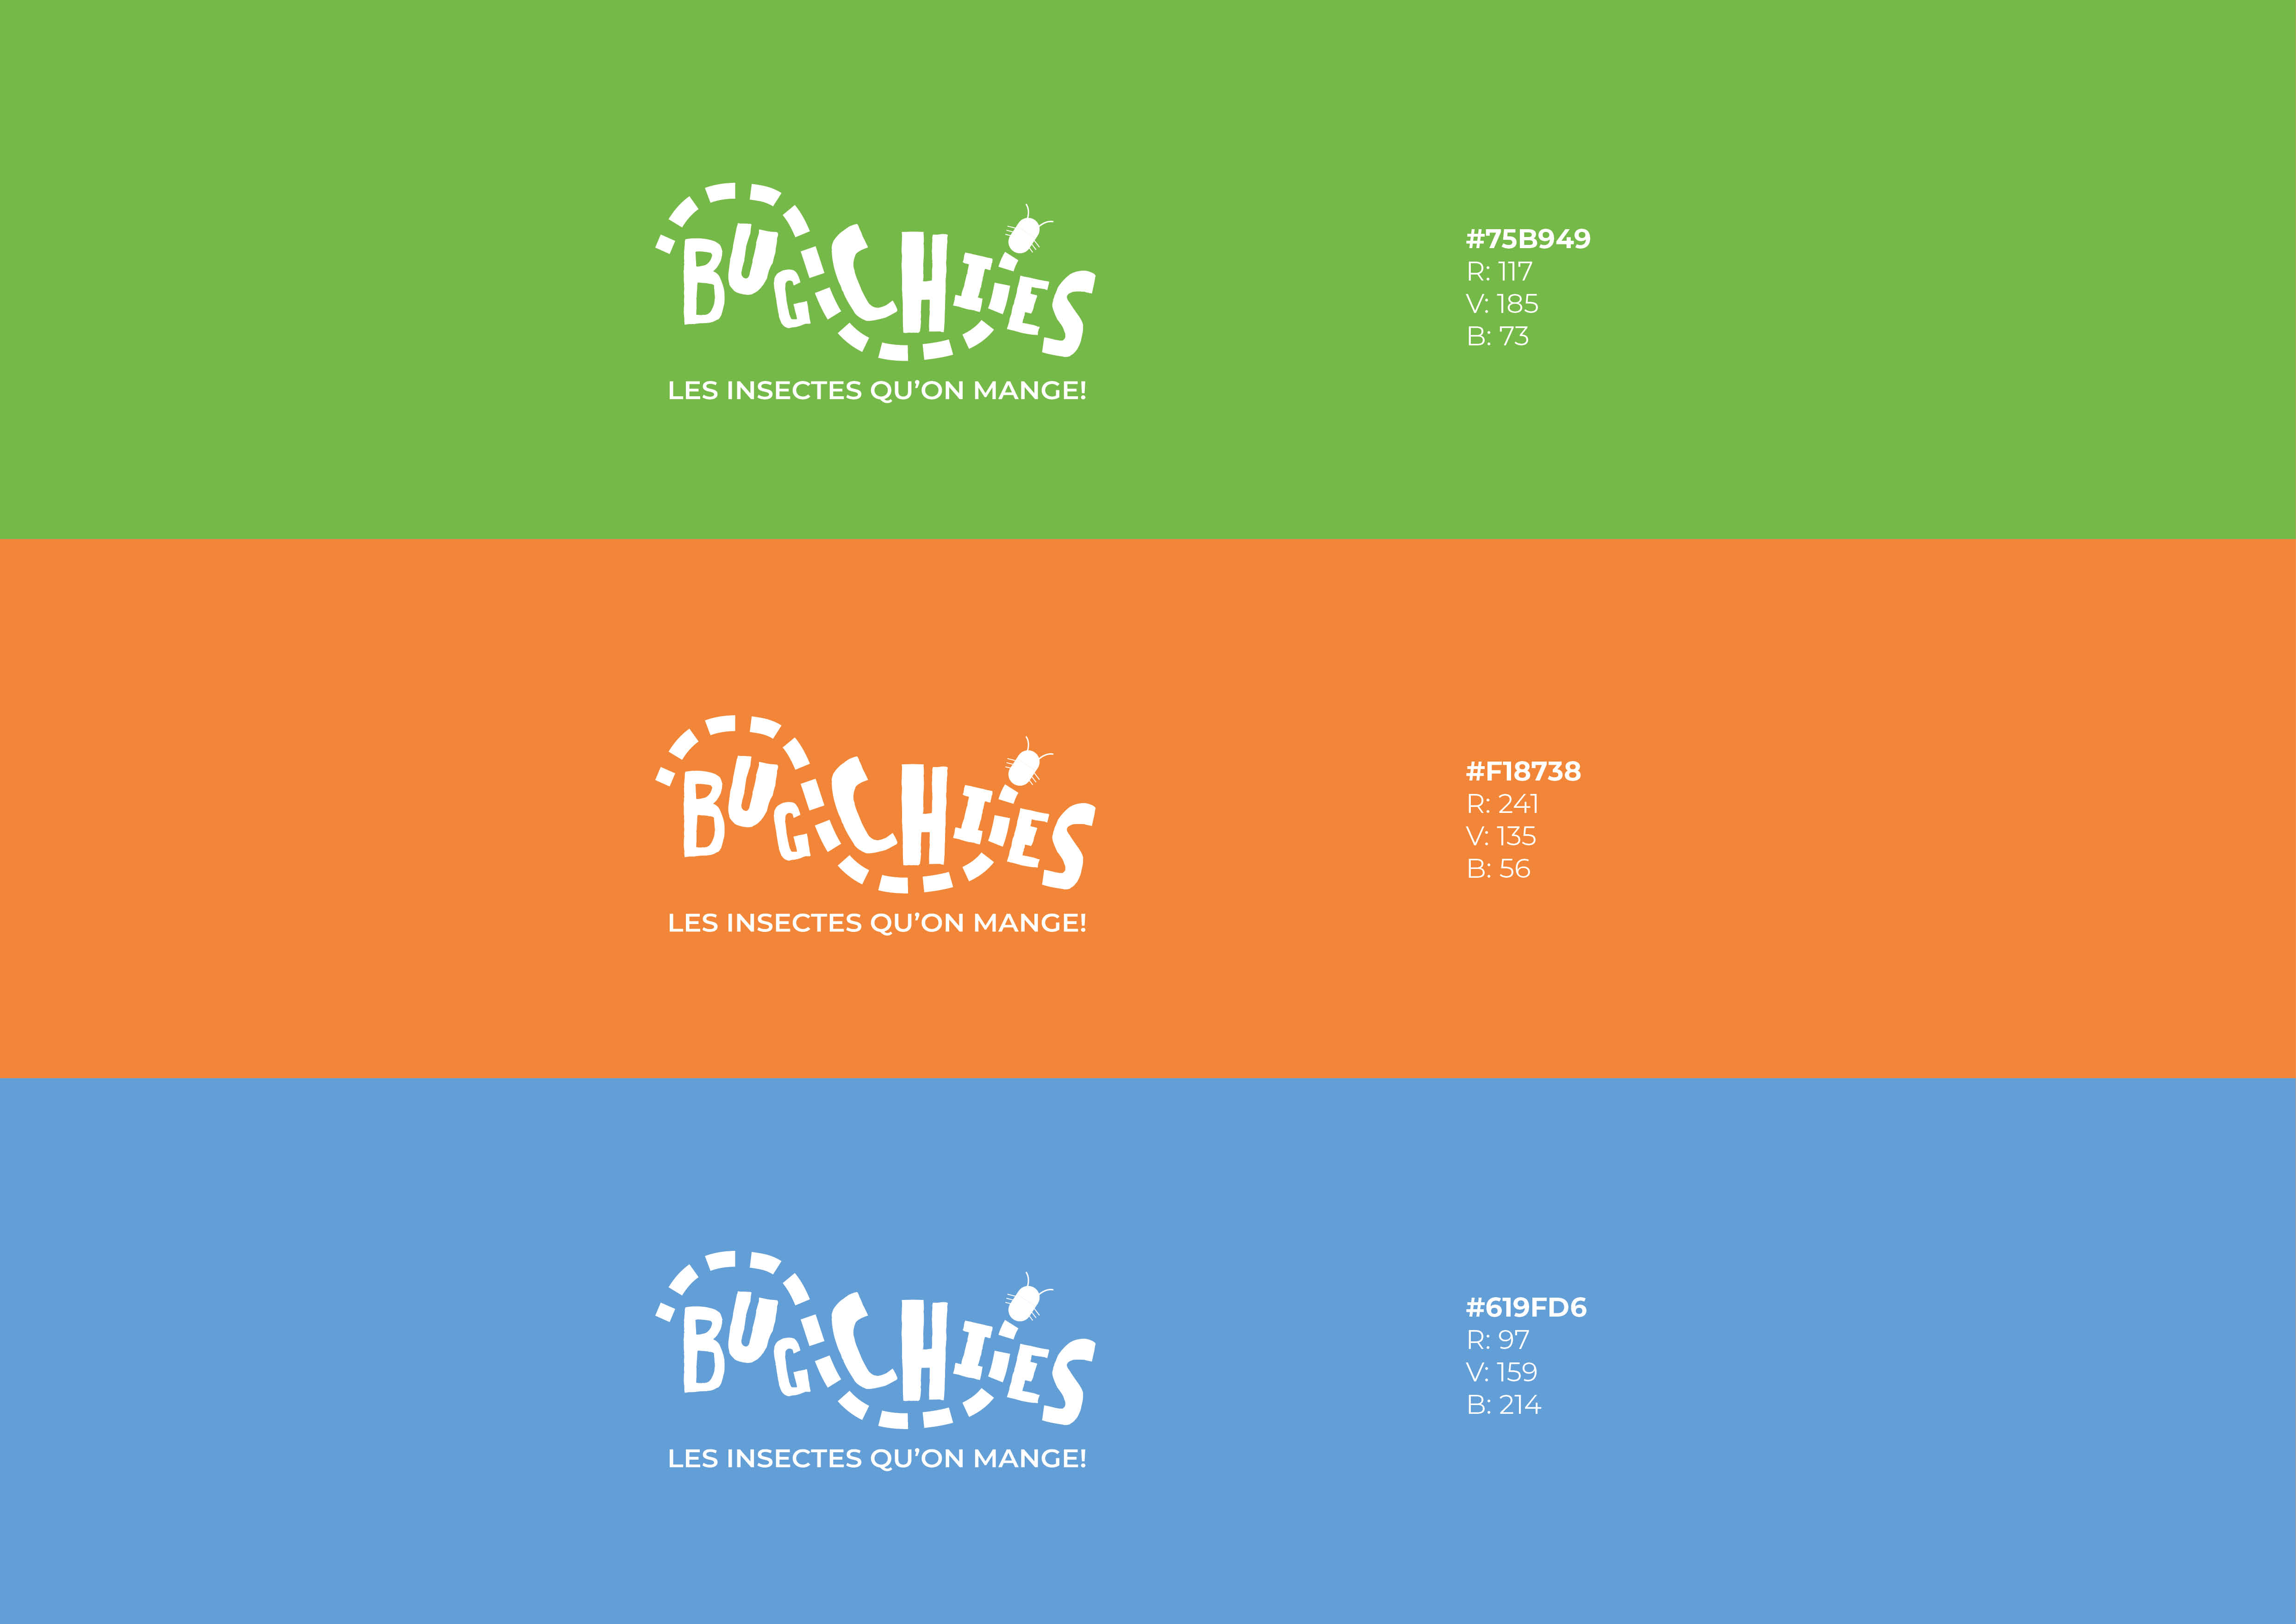 BUGCHIES
LES INSECTES QU’ON MANGE!
#75B949
R: 117
V: 185
B: 73
BUGCHIES
LES INSECTES QU’ON MANGE!
#F18738
R: 241
V: 135
B: 56
BUGCHIES
LES INSECTES QU’ON MANGE!
#619FD6
R: 97
V: 159
B: 214